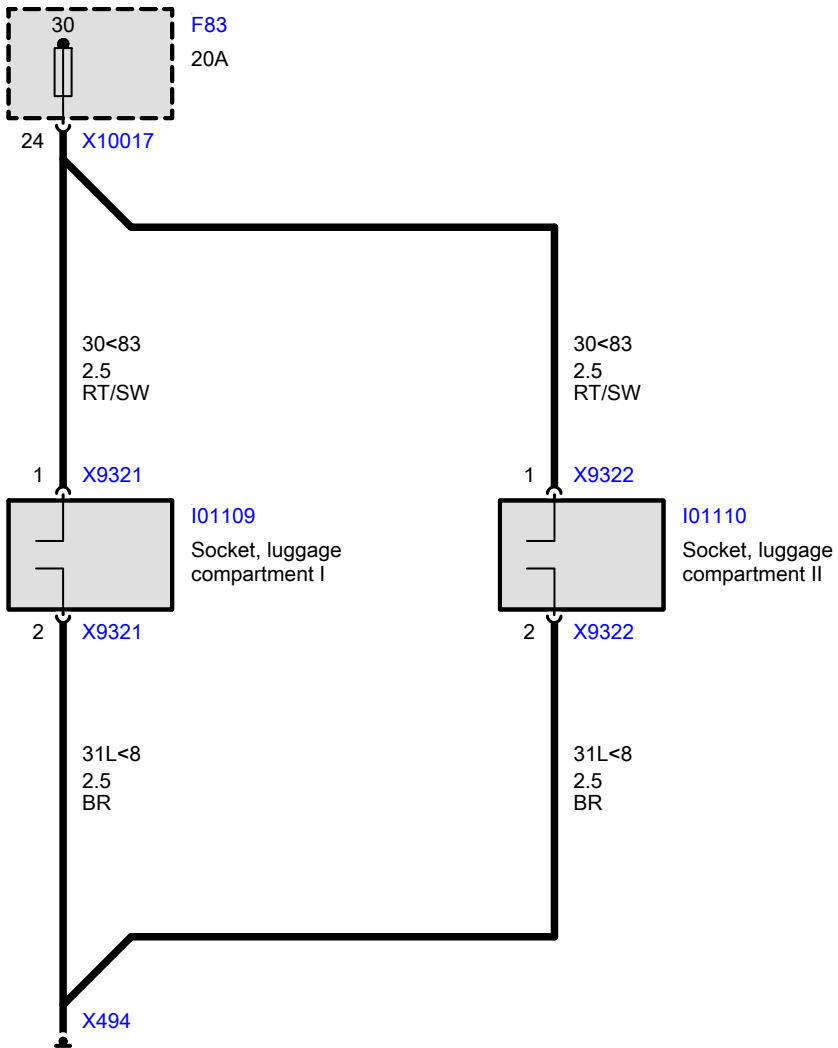 30
F83
20A
24
X10017
30<83
2.5
RT/SW
30<83
2.5
RT/SW
1
X9321
1
X9322
I01109
Socket, luggage
compartment I
I01110
Socket, luggage
compartment II
2
X9321
2
X9322
31L<8
2.5
BR
31L<8
2.5
BR
X494